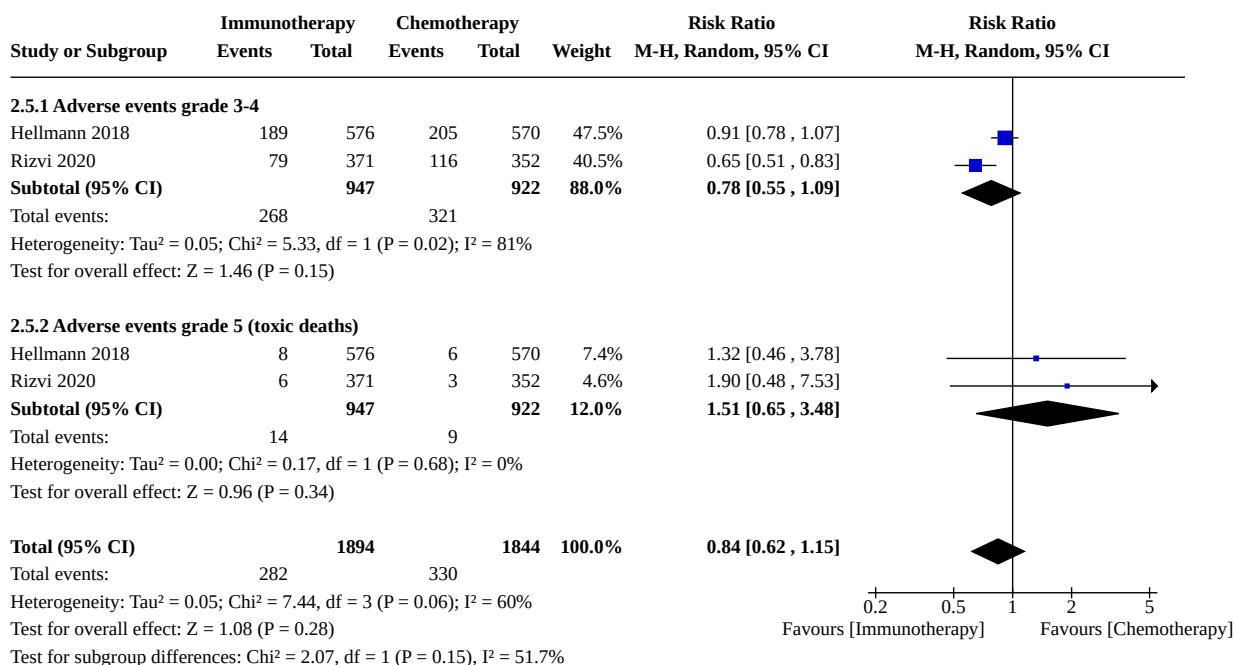 Immunotherapy Chemotherapy Risk Ratio Risk Ratio
Study or Subgroup Events Total Events Total Weight M-H, Random, 95% CI M-H, Random, 95% CI
2.5.1 Adverse events grade 3-4
Hellmann 2018 189 576 205 570 47.5% 0.91 [0.78 , 1.07]
Rizvi 2020 79 371 116 352 40.5% 0.65 [0.51 , 0.83]
Subtotal (95% CI) 947 922 88.0% 0.78 [0.55 , 1.09]
Total events: 268 321
Heterogeneity: Tau² = 0.05; Chi² = 5.33, df = 1 (P = 0.02); I² = 81%
Test for overall effect: Z = 1.46 (P = 0.15)
2.5.2 Adverse events grade 5 (toxic deaths)
Hellmann 2018 8 576 6 570 7.4% 1.32 [0.46 , 3.78]
Rizvi 2020 6 371 3 352 4.6% 1.90 [0.48 , 7.53]
Subtotal (95% CI) 947 922 12.0% 1.51 [0.65 , 3.48]
Total events: 14 9
Heterogeneity: Tau² = 0.00; Chi² = 0.17, df = 1 (P = 0.68); I² = 0%
Test for overall effect: Z = 0.96 (P = 0.34)
Total (95% CI) 1894 1844 100.0% 0.84 [0.62 , 1.15]
Total events: 282 330
Heterogeneity: Tau² = 0.05; Chi² = 7.44, df = 3 (P = 0.06); I² = 60%
0.2 0.5 1 2 5
Test for overall effect: Z = 1.08 (P = 0.28)
Favours [Immunotherapy] Favours [Chemotherapy]
Test for subgroup differences: Chi² = 2.07, df = 1 (P = 0.15), I² = 51.7%